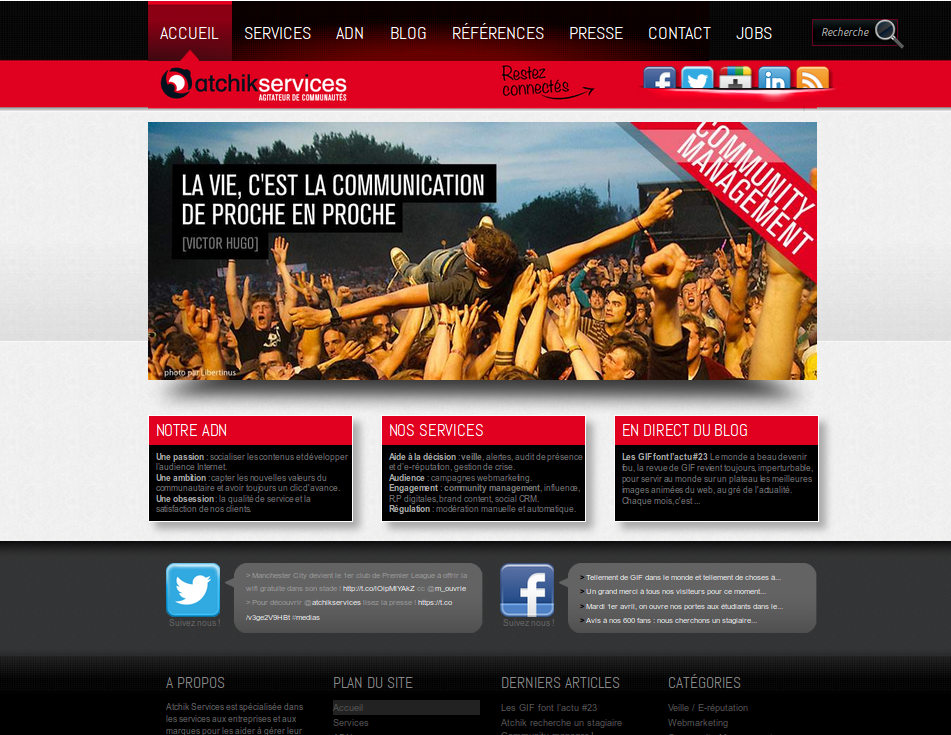 ACCUEIL SERVICES ADN BLOG RÉFÉRENCES PRESSE CONTACT JOBS Recherche
atchikservices
AGITATEUR DE COMMUNAUTÉS
Restez
connectés
COMMUNITY
MANAGEMENT
LA VIE, C'EST LA COMMUNICATION
DE PROCHE EN PROCHE
[VICTOR HUGO]
photo par Libertinus
NOTRE ADN
Une passion : socialiser les contenus et développer
l'audience Internet.
Une ambition : capter les nouvelles valeurs du
communautaire et avoir toujours un clic d'avance.
Une obsession : la qualité de service et la
satisfaction de nos clients.
NOS SERVICES
Aide à la décision : veille, alertes, audit de présence
et d'e-réputation, gestion de crise.
Audience : campagnes webmarketing.
Engagement : community management, influence,
R.P digitales, brand content, social CRM.
Régulation : modération manuelle et automatique.
EN DIRECT DU BLOG
Les GIF font l'actu #23 Le monde a beau devenir
fou, la revue de GIF revient toujours, imperturbable,
pour servir au monde sur un plateau les meilleures
images animées du web, au gré de l'actualité.
Chaque mois, c'est ...
Suivez nous !
> Manchester City devient le 1er club de Premier League à offrir la
wifi gratuite dans son stade ! http://t.co/IOipMIYAkZ cc @m_ouvrie
> Pour découvrir @atchikservices lisez la presse ! https://t.co
/v3ge2V9HBt #medias
Suivez nous !
> Tellement de GIF dans le monde et tellement de choses à...
> Un grand merci à tous nos visiteurs pour ce moment...
> Mardi 1er avril, on ouvre nos portes aux étudiants dans le...
> Avis à nos 600 fans : nous cherchons un stagiaire...
A PROPOS
Atchik Services est spécialisée dans
les services aux entreprises et aux
marques pour les aider à gérer leur
PLAN DU SITE
Accueil
Services
DERNIERS ARTICLES
Les GIF font l'actu #23
Atchik recherche un stagiaire
CATÉGORIES
Veille / E-réputation
Webmarketing